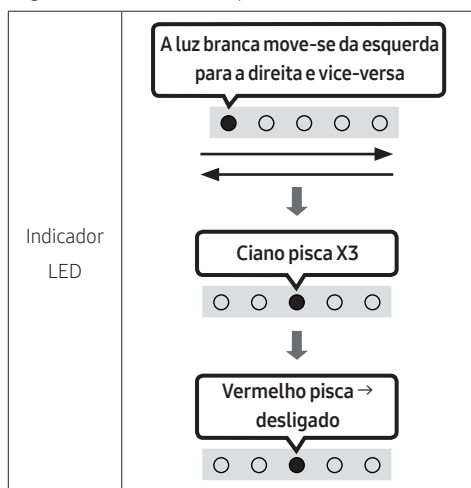 A luz branca move-se da esquerda
para a direita e vice-versa
Indicador
LED
Ciano pisca X3
Vermelho pisca →
desligado